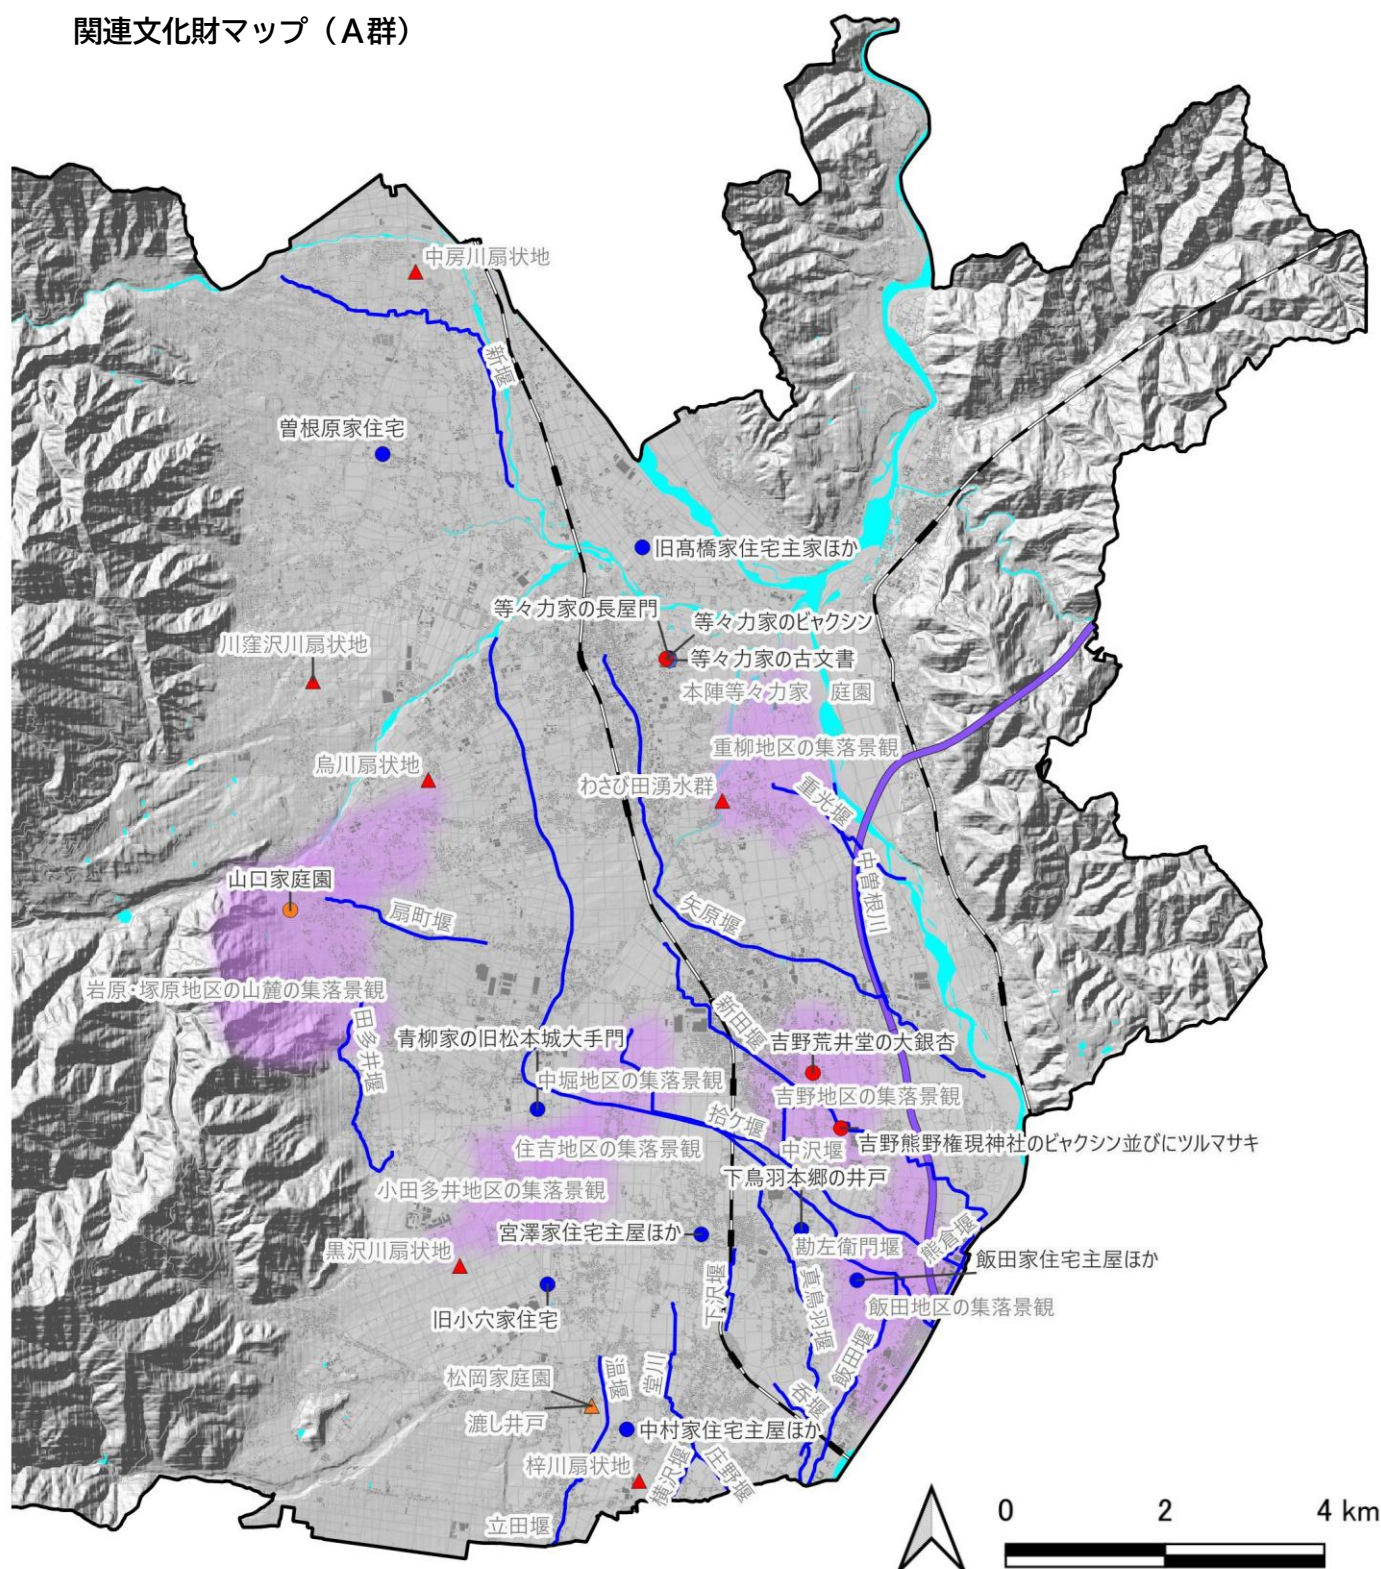 関連文化財マップ（A群）
中房川扇状地
新堰
曽根原家住宅
旧髙橋家住宅主家ほか
等々力家の長屋門
等々力家のビャクシン
川窪沢川扇状地
等々力家の古文書
本陣等々力家　庭園
重柳地区の集落景観
烏川扇状地
わさび田湧水群
重光堰
山口家庭園
中曽根川
扇町堰
矢原堰
岩原・塚原地区の山麓の集落景観
新田堰
田多井堰
青柳家の旧松本城大手門
吉野荒井堂の大銀杏
中堀地区の集落景観
吉野地区の集落景観
拾ケ堰
住吉地区の集落景観
中沢堰
吉野熊野権現神社のビャクシン並びにツルマサキ
小田多井地区の集落景観
下鳥羽本郷の井戸
宮澤家住宅主屋ほか
黒沢川扇状地
勘左衛門堰
熊倉堰
飯田家住宅主屋ほか
旧小穴家住宅
下沢堰
真鳥羽堰
飯田地区の集落景観
飯田堰
松岡家庭園
温堰
堂川
呑堰
漉し井戸
中村家住宅主屋ほか
梓川扇状地
横沢堰
庄野堰
立田堰
0 2 4 km